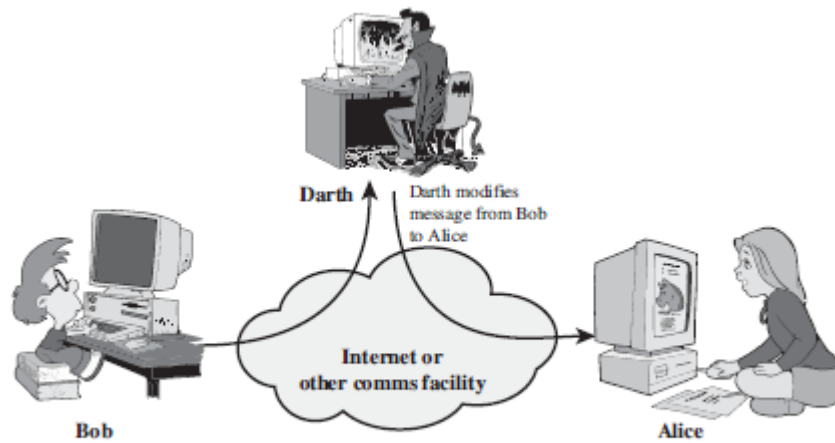 Darth
Darth modifies
message from Bob
to Alice
Internet or
other comms facility
Bob
Alice